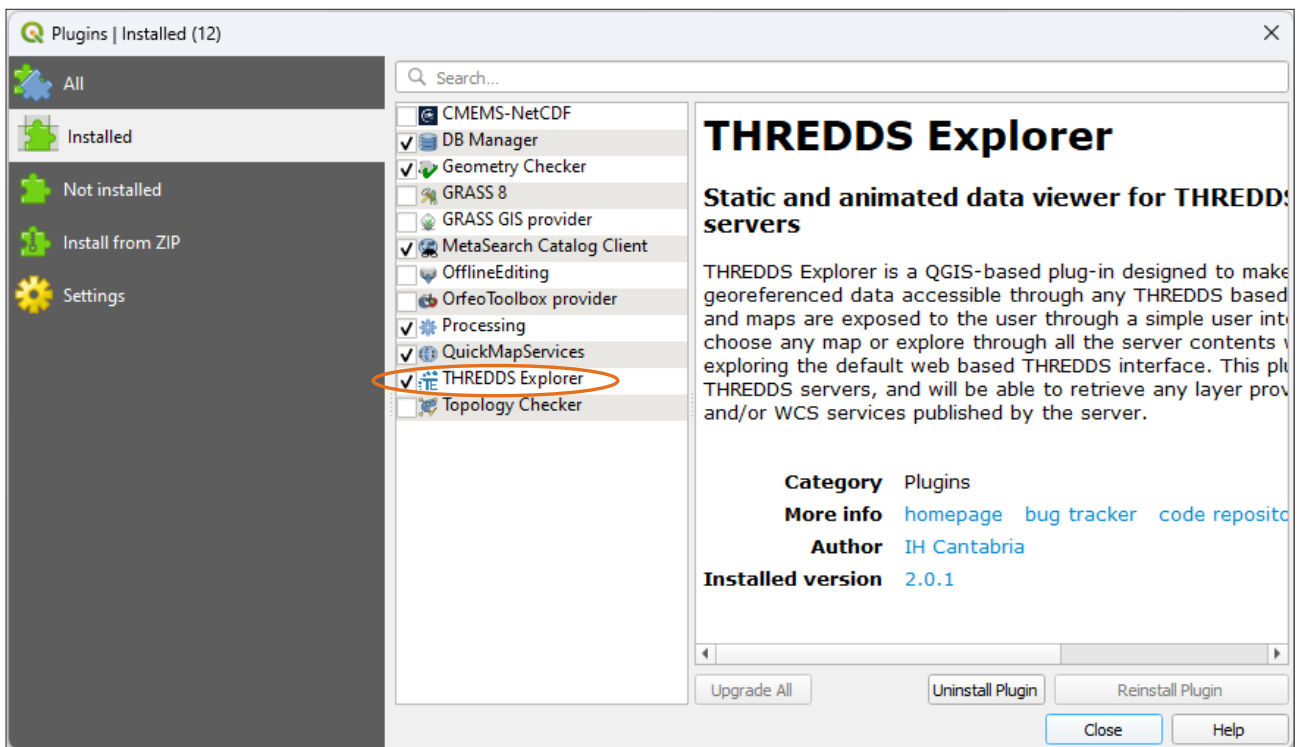 Plugins | Installed (12)
All
Installed
Not installed
Install from ZIP
Settings
Search...
CMEMS-NetCDF
DB Manager
Geometry Checker
GRASS 8
GRASS GIS provider
MetaSearch Catalog Client
OfflineEditing
OrfeoToolbox provider
Processing
QuickMapServices
THREDDS Explorer
Topology Checker
THREDDS Explorer
Static and animated data viewer for THREDDS
servers
THREDDS Explorer is a QGIS-based plug-in designed to make
georeferenced data accessible through any THREDDS based
and maps are exposed to the user through a simple user
choose any map or explore through all the server contents
exploring the default web based THREDDS interface. This
THREDDS servers, and will be able to retrieve any layer
and/or WCS services published by the server.
Category Plugins
More info homepage bug tracker code
Author IH Cantabria
Installed version 2.0.1
Upgrade All Uninstall Plugin Reinstall Plugin
Close Help